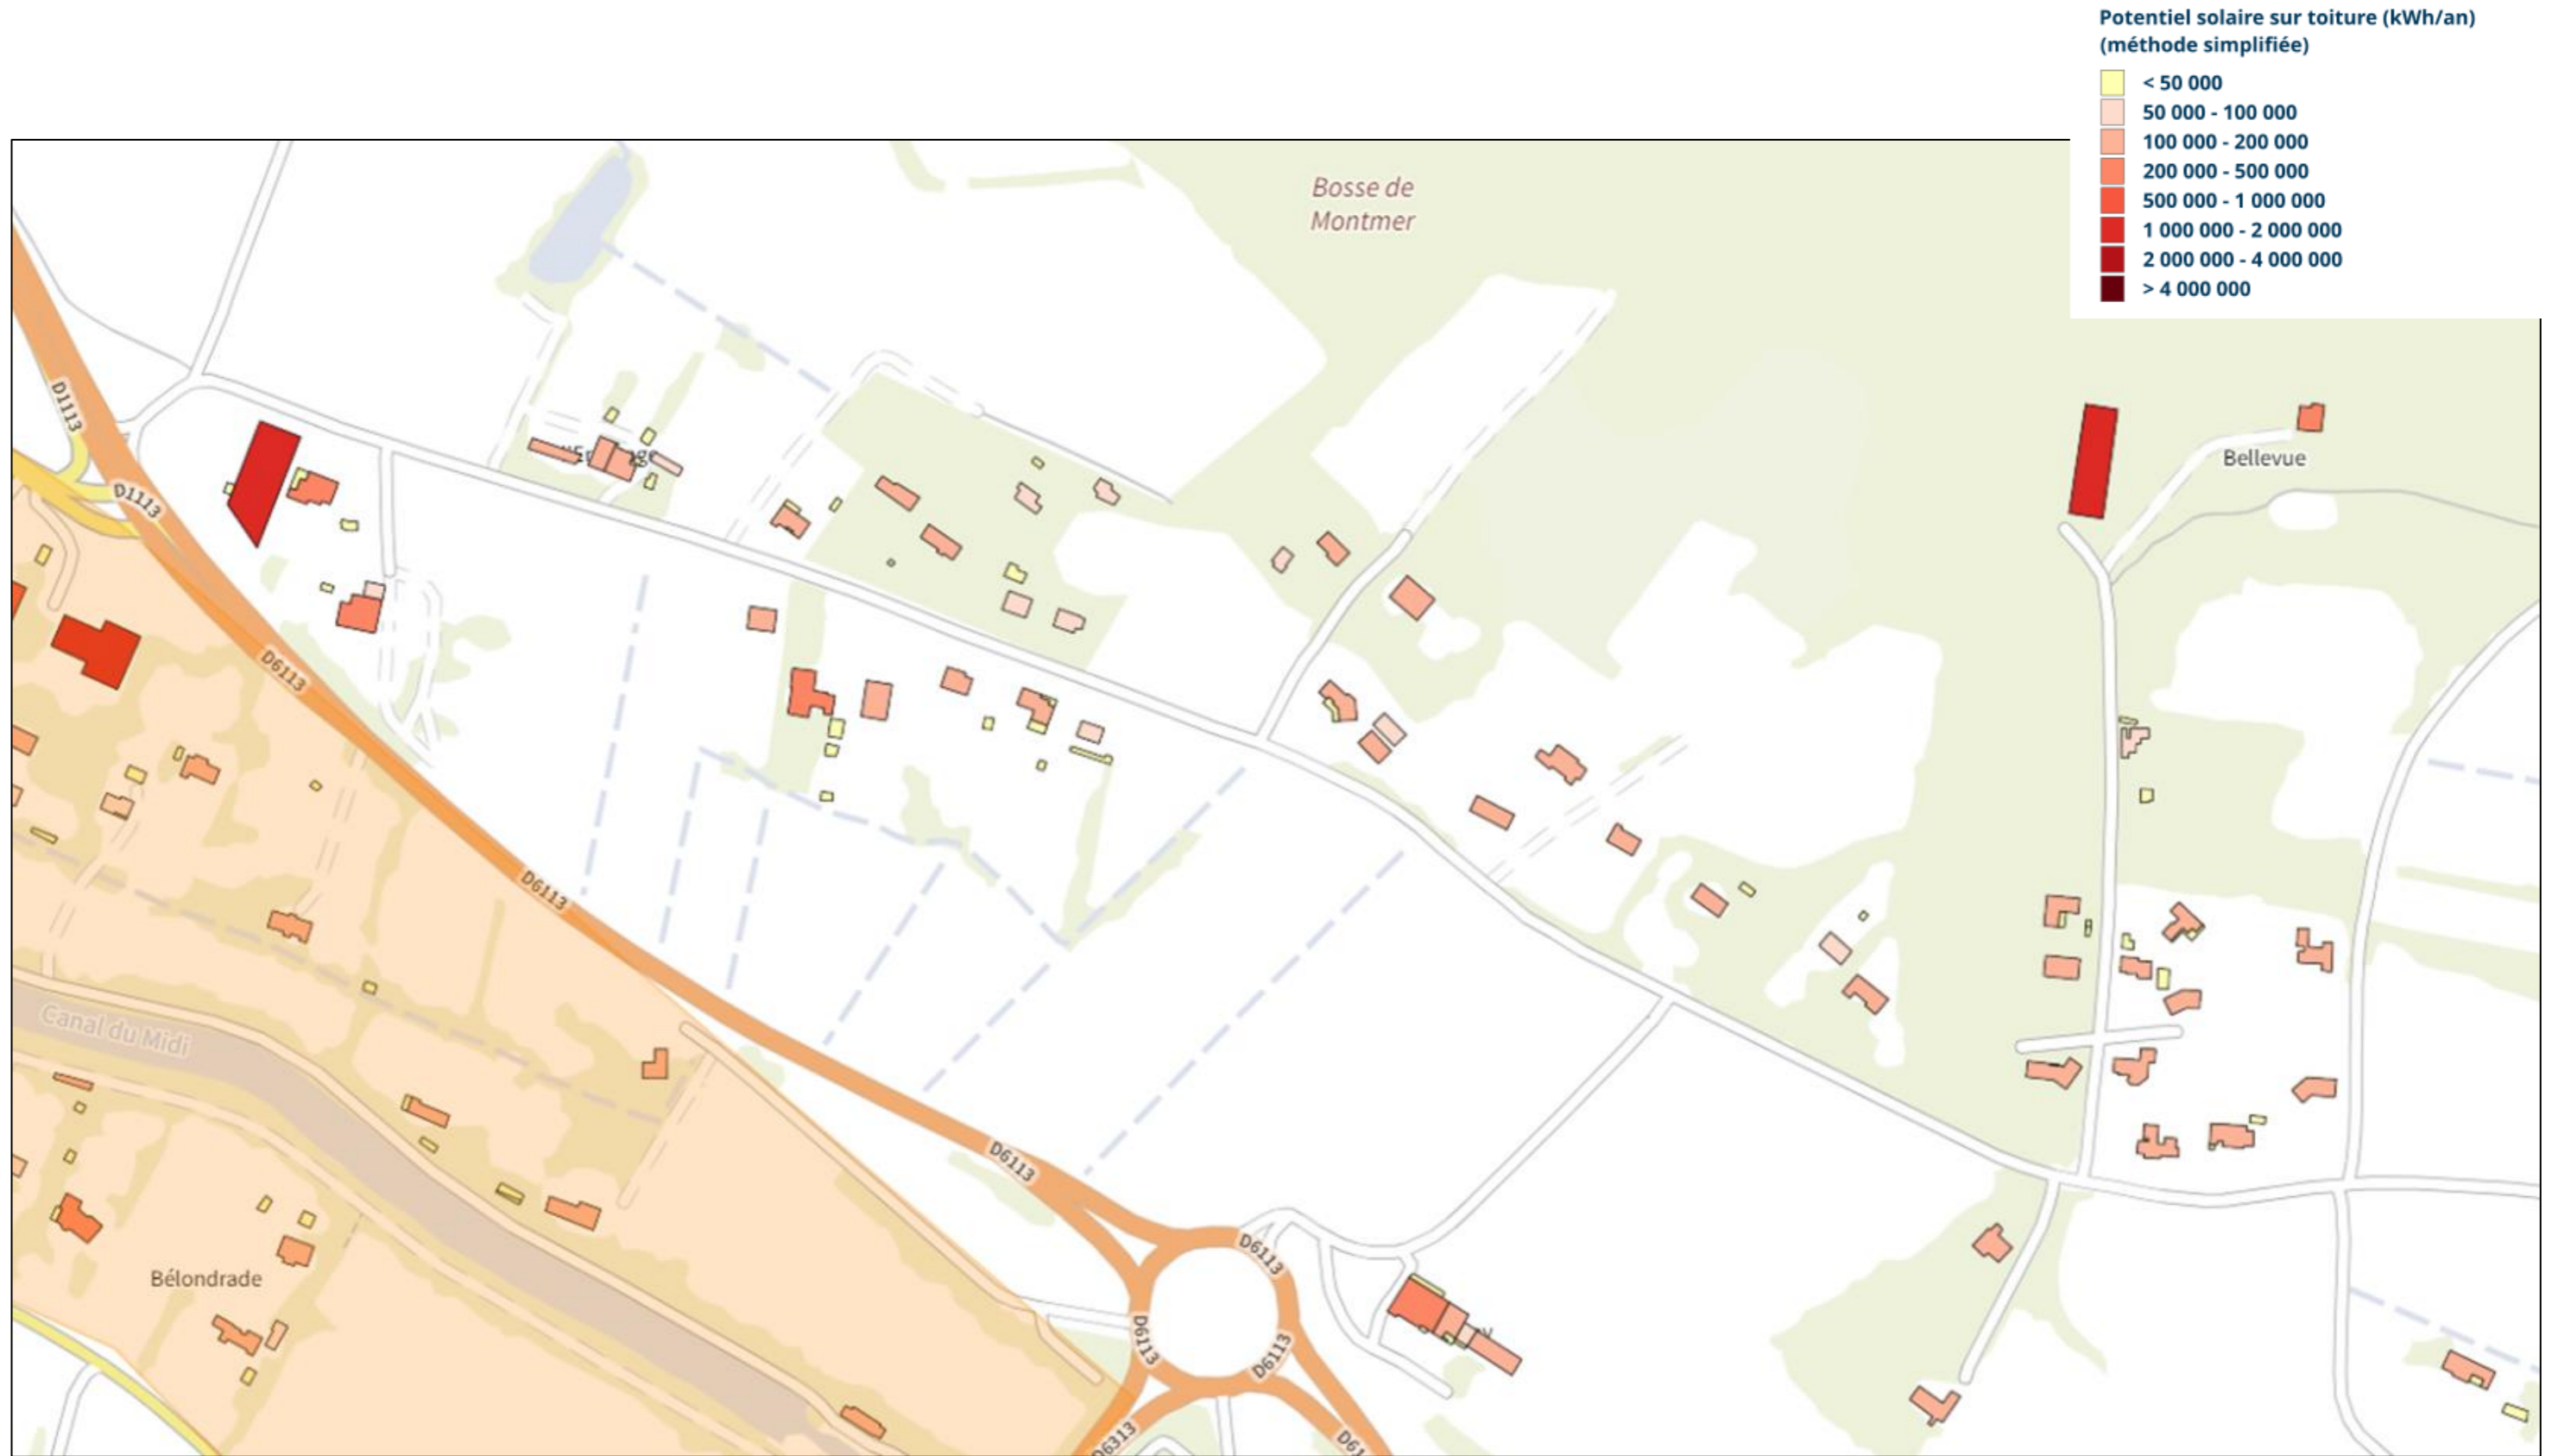 Potentiel solaire sur toiture (kWh/an)
(méthode simplifiée)
< 50 000
50 000 - 100 000
100 000 - 200 000
200 000 - 500 000
500 000 - 1 000 000
1 000 000 - 2 000 000
2 000 000 - 4 000 000
> 4 000 000
Bosse de
Montmer
D1113
Bellevue
D1113
D6113
D6113
Canal du Midi
D6113
D6113
Bélondrade
D6113
D6113
D6313